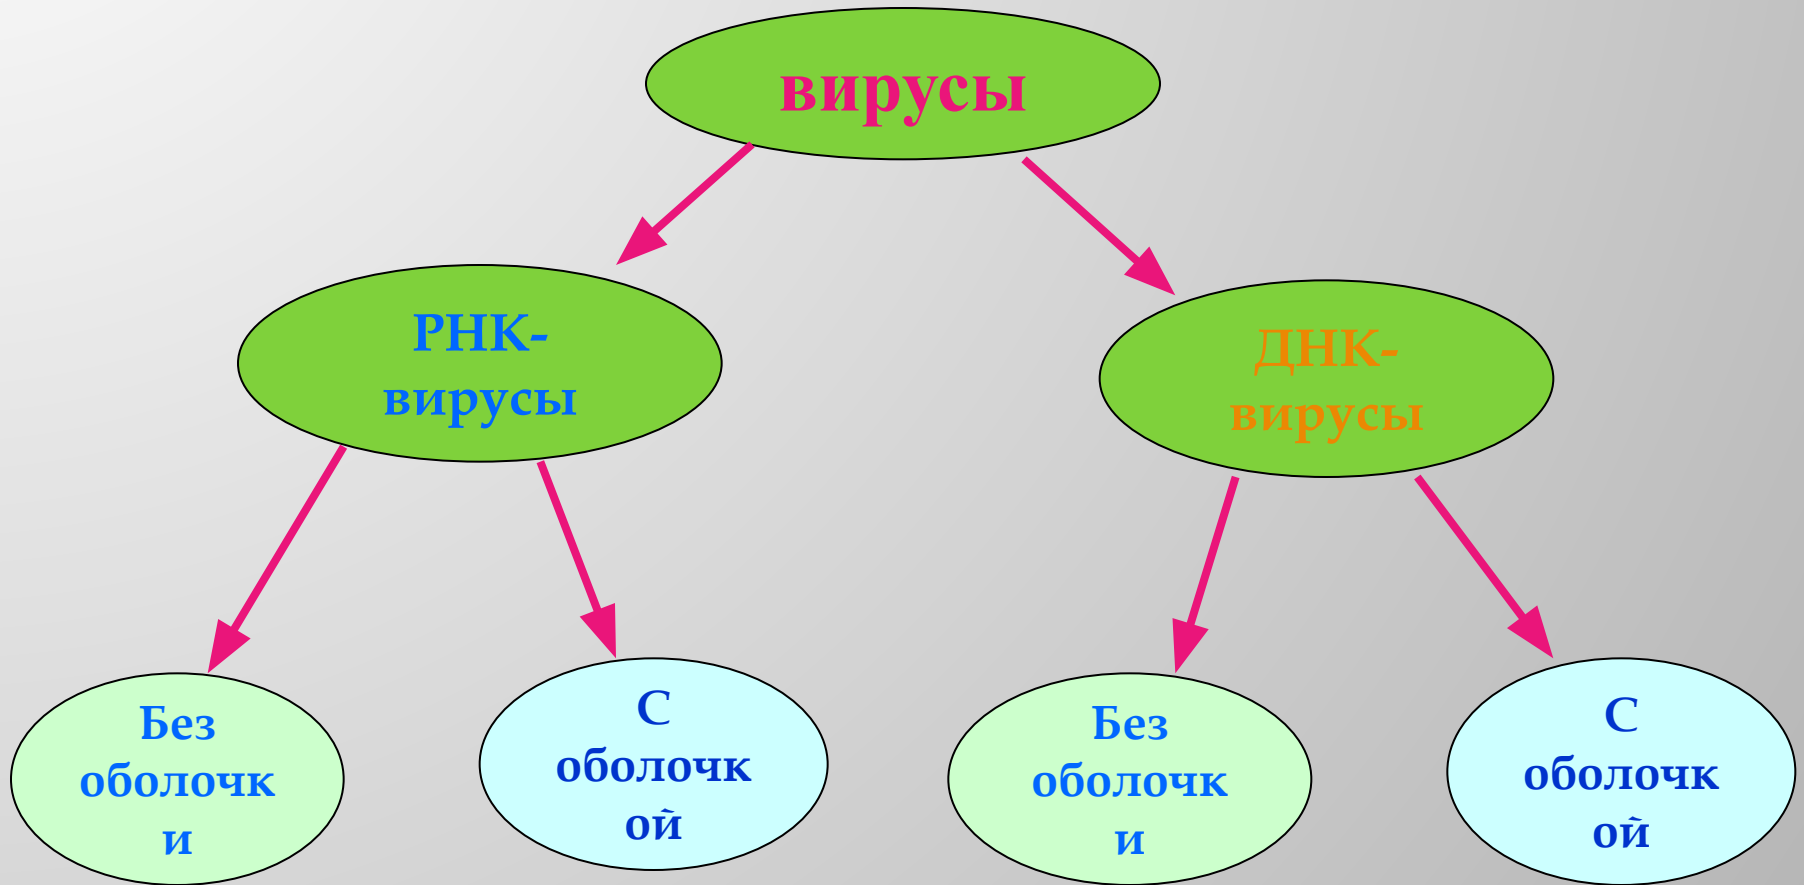 вирусы
РНК-
вирусы
ДНК-
вирусы
Без
оболочк
и
С
оболочк
ой
Без
оболочк
и
С
оболочк
ой